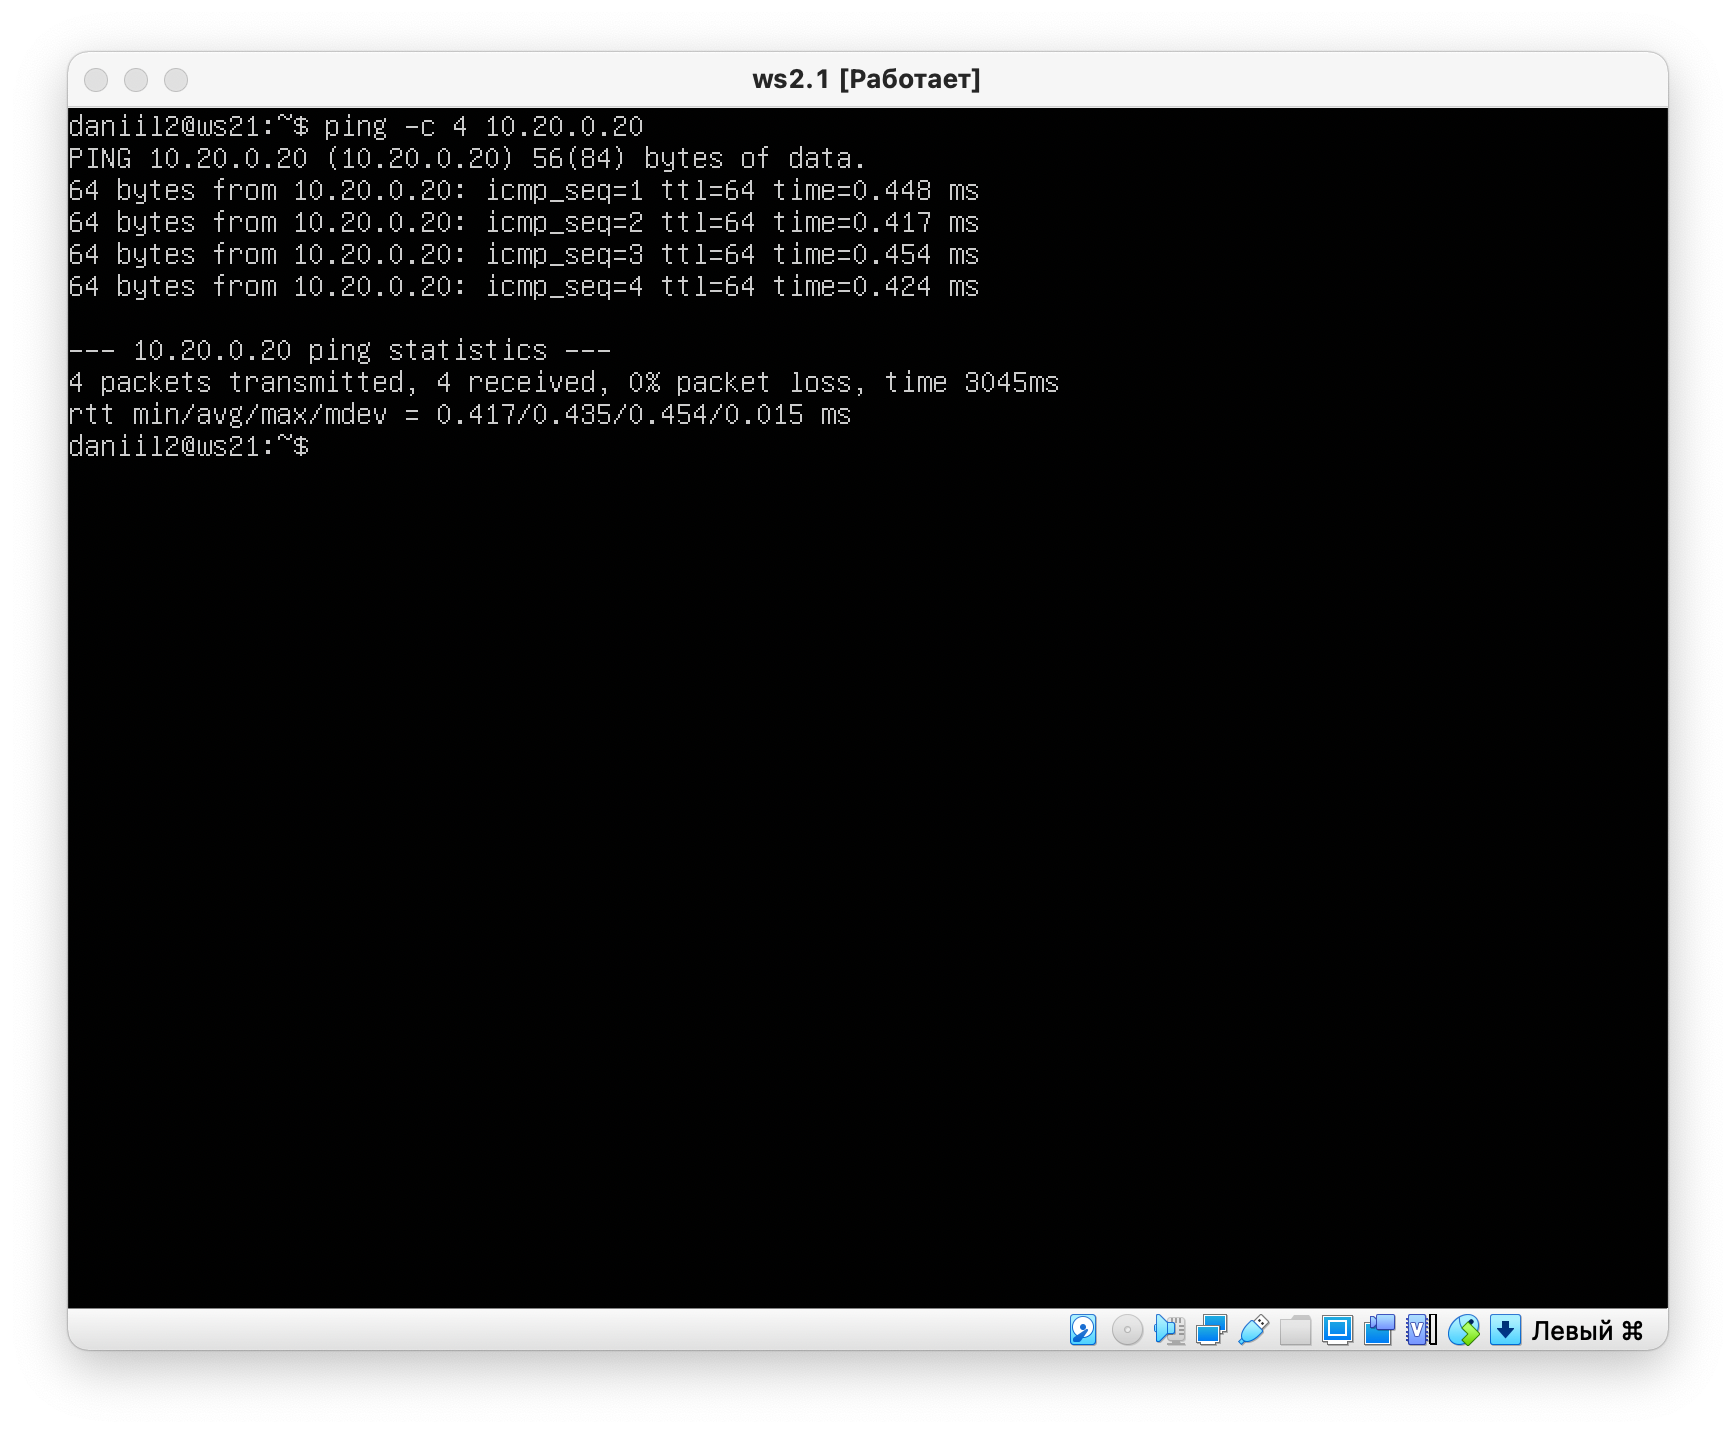 ws2.1 [Работает]
daniil2@ws21:~$ ping -c 4 10.20.0.20
PING 10.20.0.20 (10.20.0.20) 56(84) bytes of data.
64 bytes from 10.20.0.20: icmp_seq=1 ttl=64 time=0.448 ms
64 bytes from 10.20.0.20: icmp_seq=2 ttl=64 time=0.417 ms
64 bytes from 10.20.0.20: icmp_seq=3 ttl=64 time=0.454 ms
64 bytes from 10.20.0.20: icmp_seq=4 ttl=64 time=0.424 ms
--- 10.20.0.20 ping statistics ---
4 packets transmitted, 4 received, 0% packet loss, time 3045ms
rtt min/avg/max/mdev = 0.417/0.435/0.454/0.015 ms
daniil2@ws21:~$
Левый ⌘